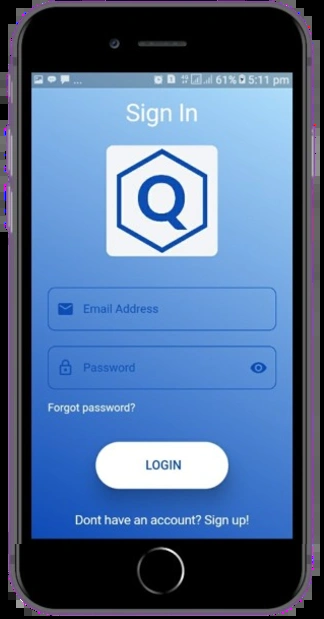 ... 61% 5:11 pm
Sign In
Q
Email Address
Password
Forgot password?
LOGIN
Dont have an account? Sign up!